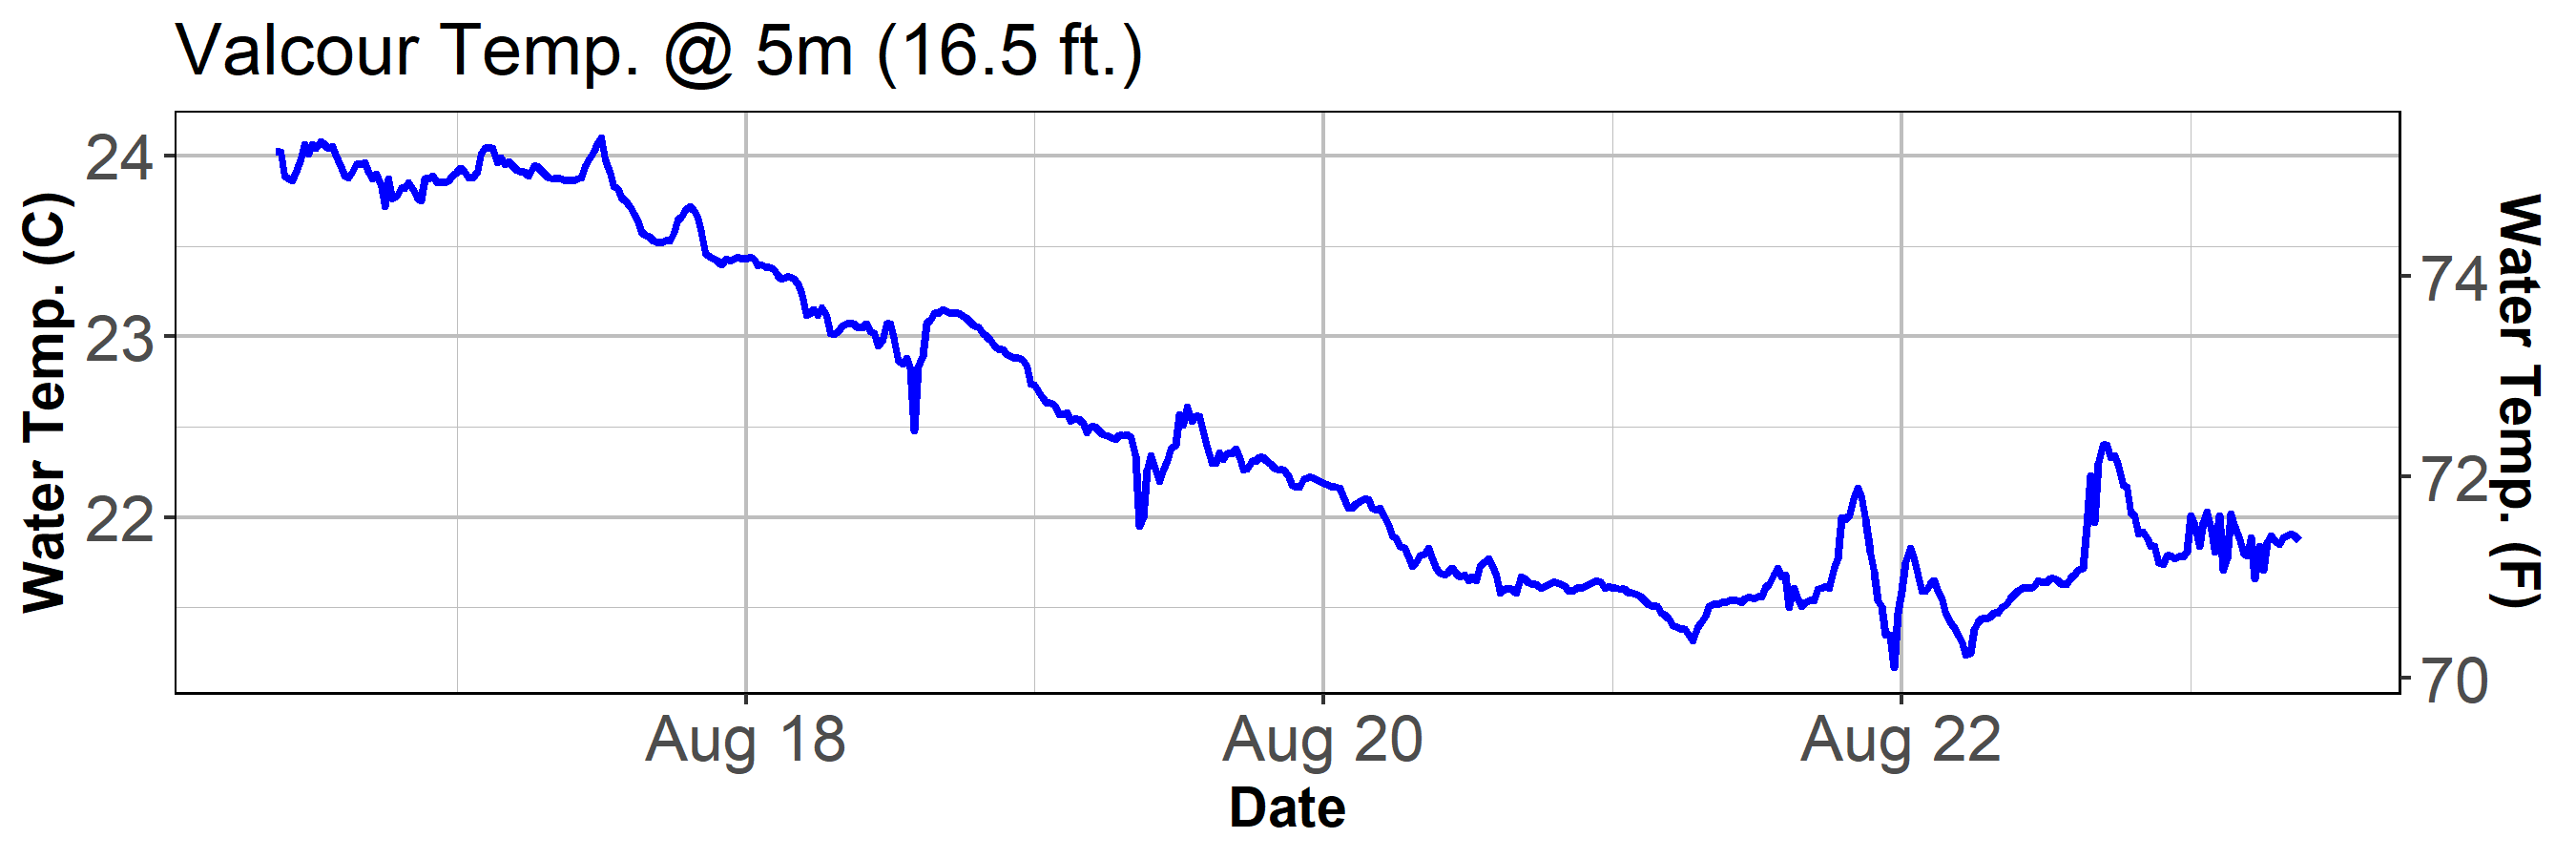 Valcour Temp. @ 5m (16.5 ft.)
Water Temp. (C)
24
23
22
74
72
70
Water Temp. (F)
Aug 18
Aug 20
Aug 22
Date